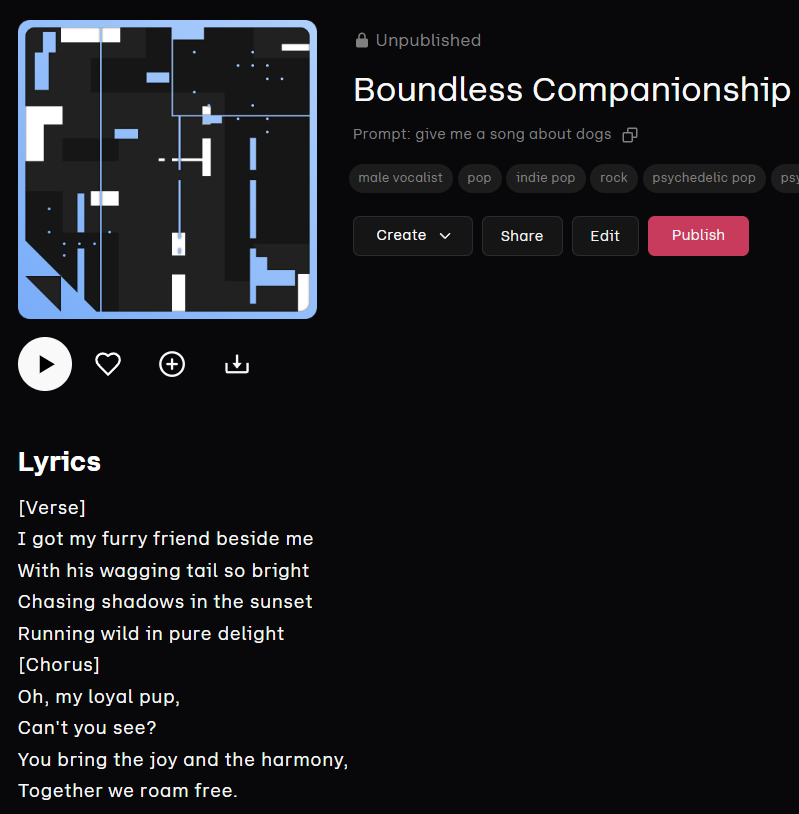 Unpublished
Boundless Companionship
Prompt: give me a song about dogs
male vocalist pop indie pop rock psychedelic pop psy
Create Share Edit Publish
Lyrics
[Verse]
I got my furry friend beside me
With his wagging tail so bright
Chasing shadows in the sunset
Running wild in pure delight
[Chorus]
Oh, my loyal pup,
Can't you see?
You bring the joy and the harmony,
Together we roam free.